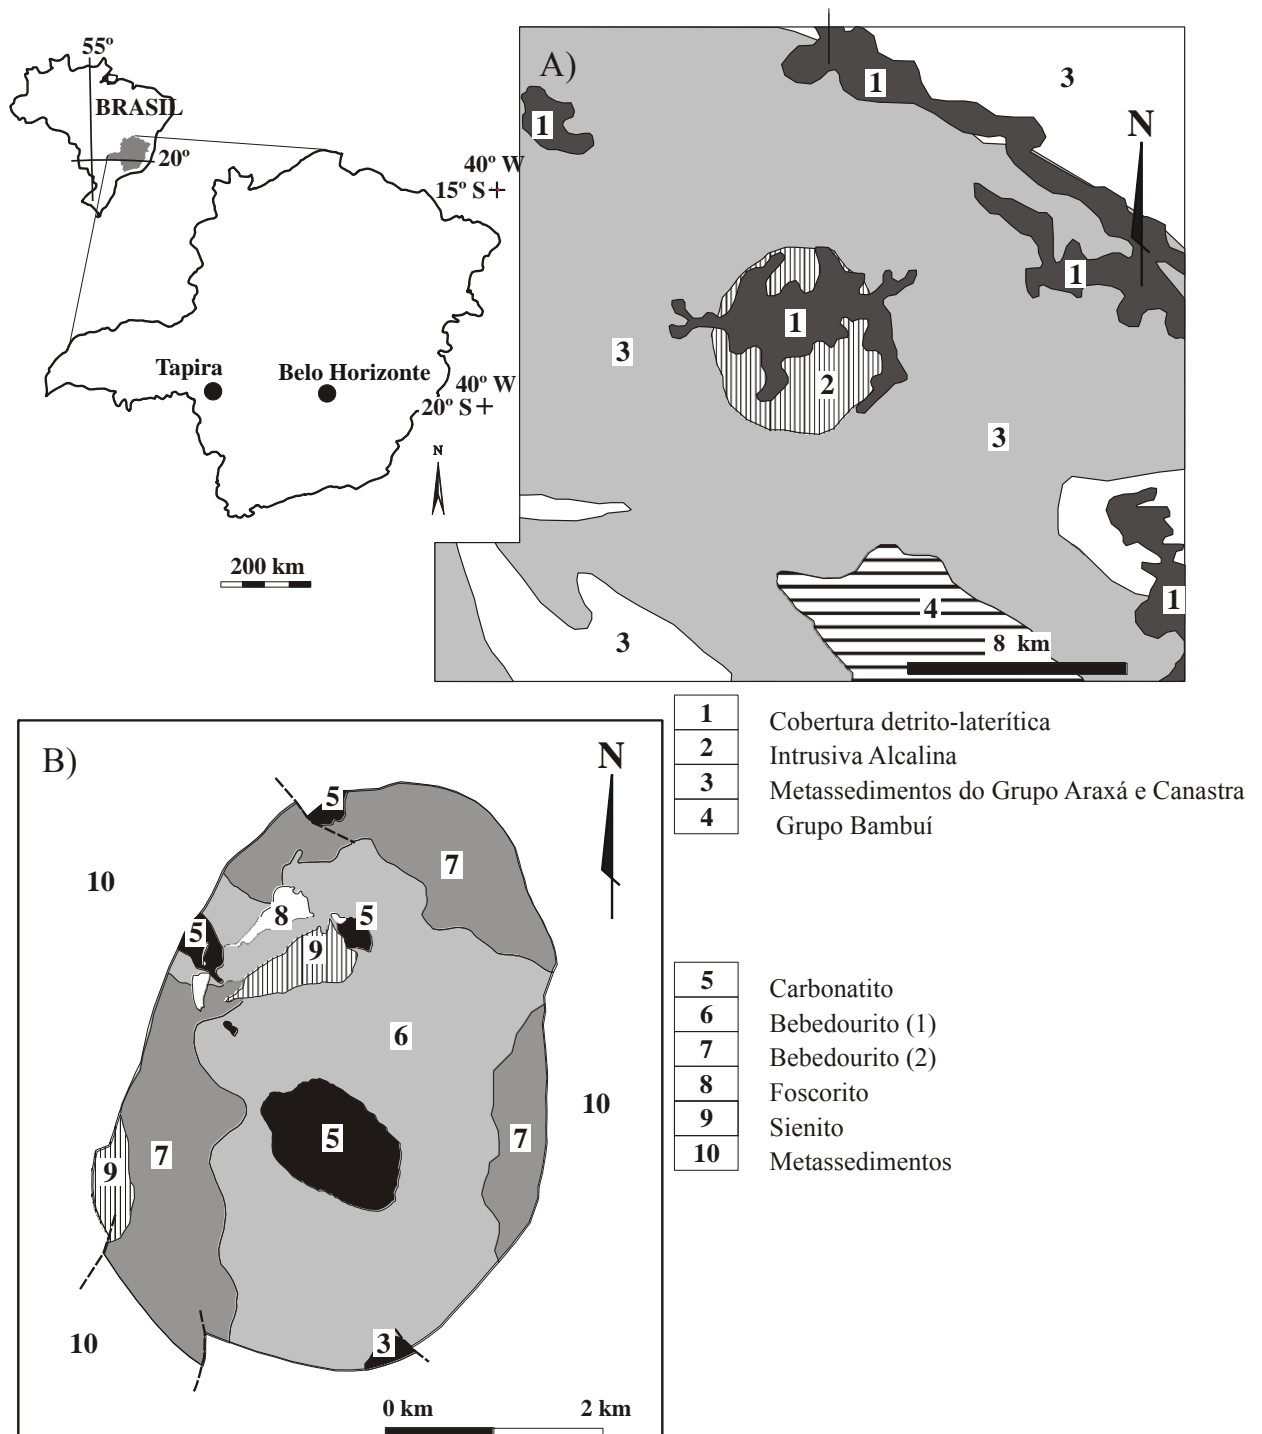 55º
BRASIL
20º
40º W
15º S
Tapira
Belo Horizonte
40º W
20º S
N
200 km
A)
1
3
1
N
1
1
3
2
3
4
1
3
8 km
1 Cobertura detrito-laterítica
2 Intrusiva Alcalina
3 Metassedimentos do Grupo Araxá e Canastra
4 Grupo Bambuí
B)
N
5
7
10
8
5
5
9
6
10
5
7
7
9
10
3
0 km 2 km
5 Carbonatito
6 Bebedourito (1)
7 Bebedourito (2)
8 Foscorito
9 Sienito
10 Metassedimentos